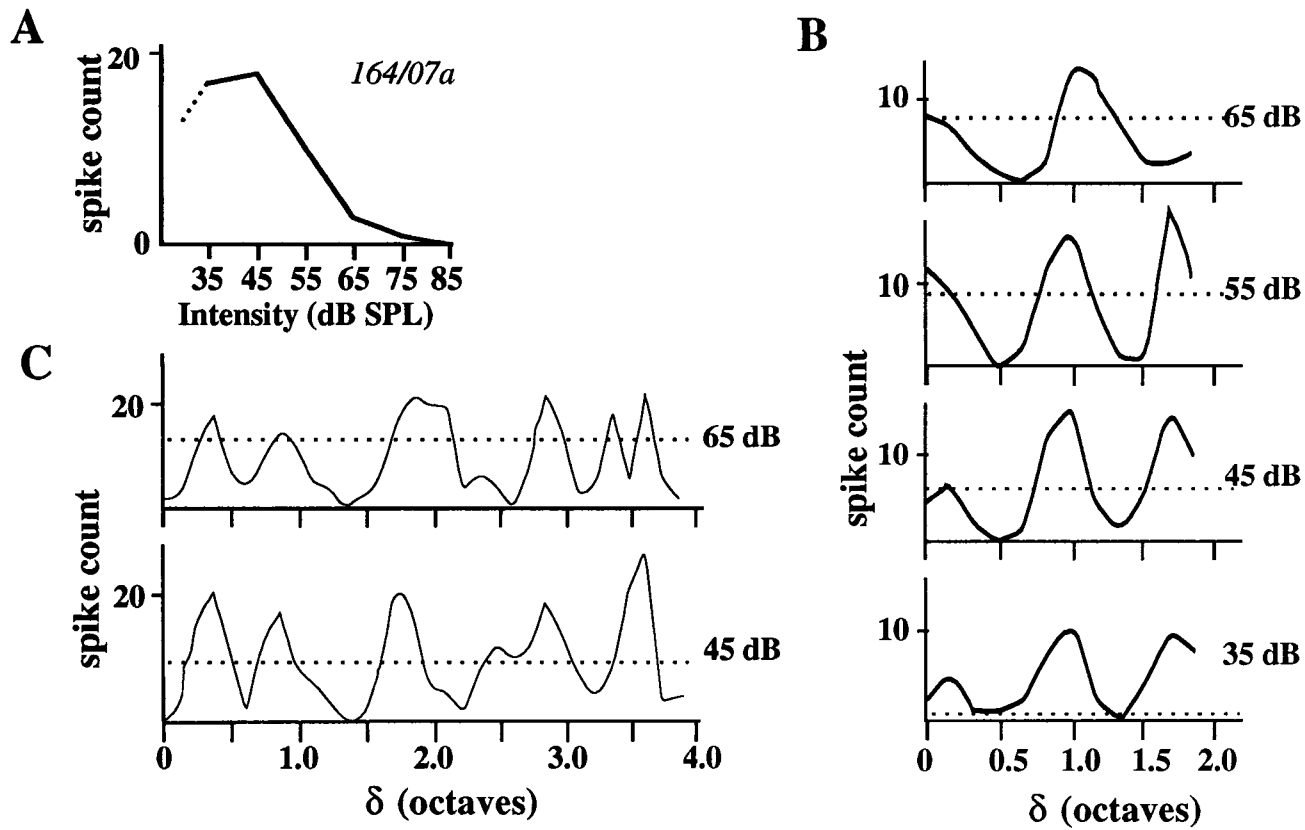 A
20
164/07a
spike count
0
35 45 55 65 75 85
Intensity (dB SPL)
B
10
65 dB
10
55 dB
10
45 dB
10
35 dB
spike count
0 0.5 1.0 1.5 2.0
δ (octaves)
C
20
65 dB
20
45 dB
spike count
0 1.0 2.0 3.0 4.0
δ (octaves)